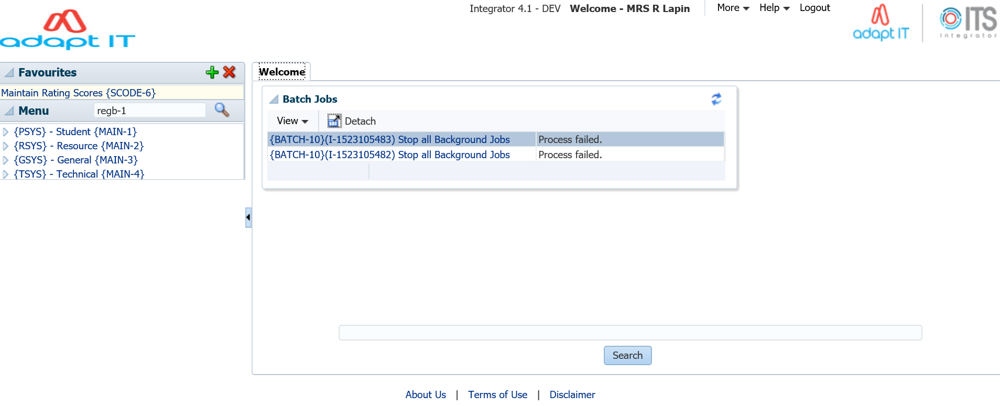 Integrator 4.1 - DEV Welcome - MRS R Lapin More Help Logout
adapt IT
adapt IT
ITS
Integrator
Favourites
Maintain Rating Scores {SCODE-6}
Menu regb-1
{PSYS} - Student {MAIN-1}
{RSYS} - Resource {MAIN-2}
{GSYS} - General {MAIN-3}
{TSYS} - Technical {MAIN-4}
Welcome
Batch Jobs
View Detach
{BATCH-10}(I-1523105483) Stop all Background Jobs Process failed.
{BATCH-10}(I-1523105482) Stop all Background Jobs Process failed.
Search
About Us | Terms of Use | Disclaimer